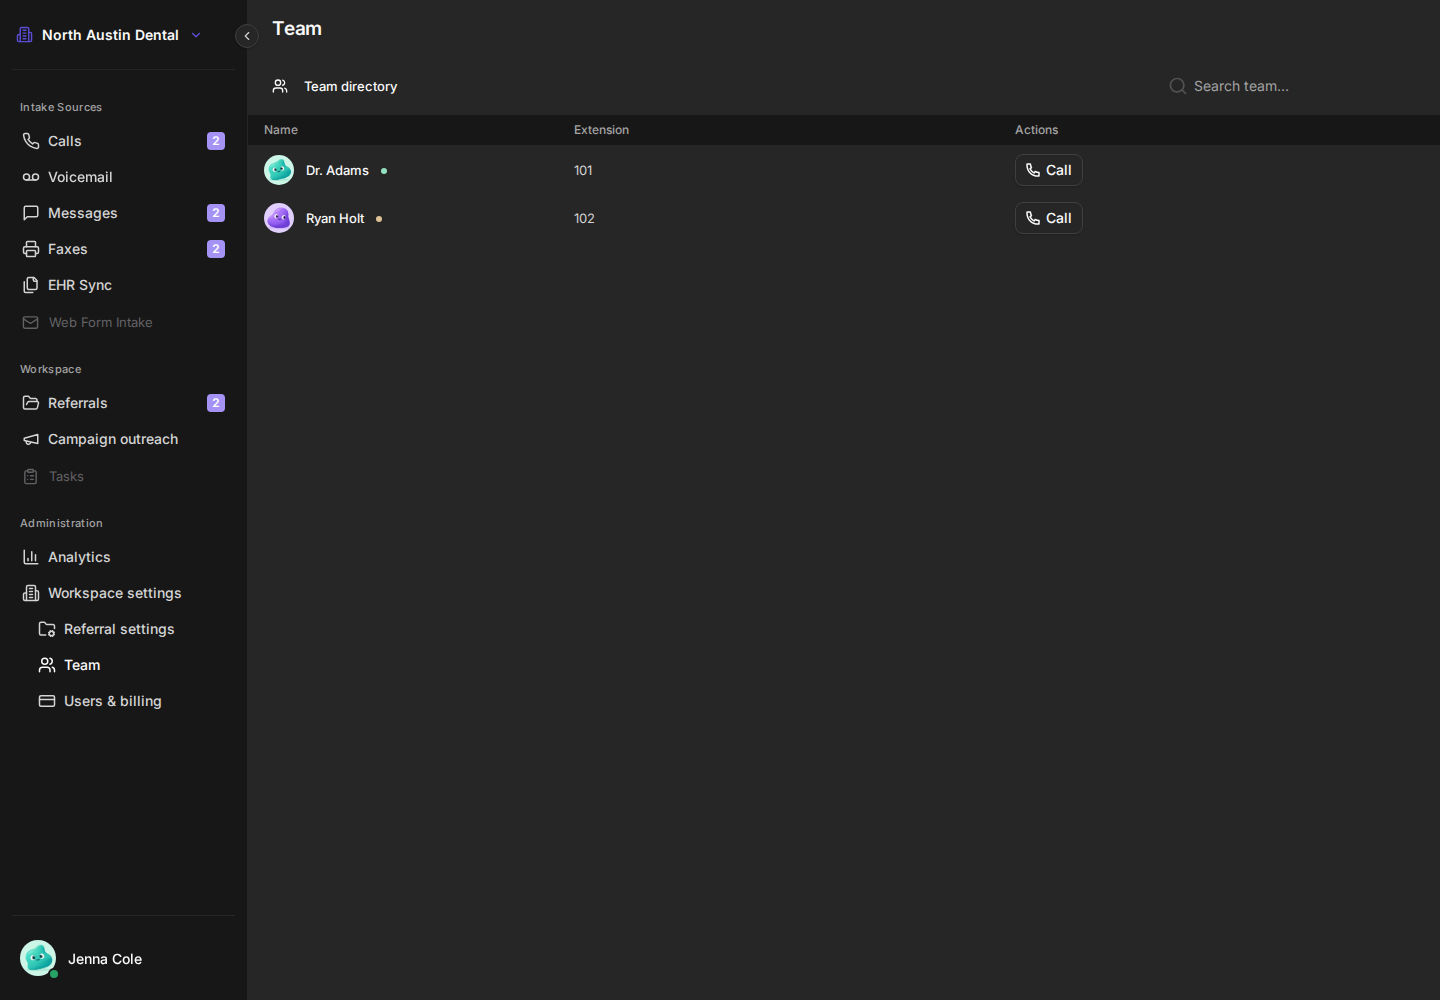 North Austin Dental
Team
Team directory
Search team...
Intake Sources
Calls 2
Voicemail
Messages 2
Faxes 2
EHR Sync
Web Form Intake
Workspace
Referrals 2
Campaign outreach
Tasks
Administration
Analytics
Workspace settings
Referral settings
Team
Users & billing
Jenna Cole
Name Extension Actions
Dr. Adams 101 Call
Ryan Holt 102 Call